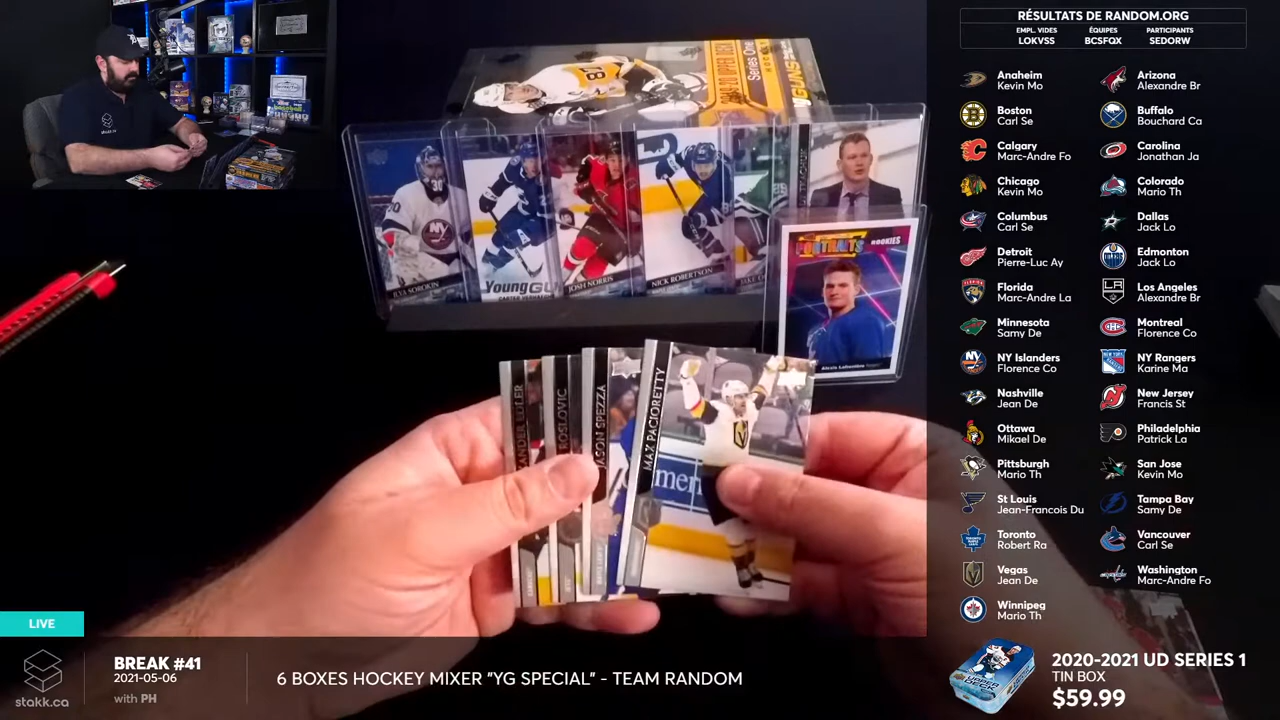 RÉSULTATS DE RANDOM.ORG
EMPL. VIDES
LOKVSS
ÉQUIPES
BCSFQX
PARTICIPANTS
SEDORW
Anaheim
Kevin Mo
Arizona
Alexandre Br
Boston
Carl Se
Buffalo
Bouchard Ca
Calgary
Marc-Andre Fo
Carolina
Jonathan Ja
Chicago
Kevin Mo
Colorado
Mario Th
Columbus
Carl Se
Dallas
Jack Lo
Detroit
Pierre-Luc Ay
Edmonton
Jack Lo
Florida
Marc-Andre La
Los Angeles
Alexandre Br
Minnesota
Samy De
Montreal
Florence Co
NY Islanders
Florence Co
NY Rangers
Karine Ma
Nashville
Jean De
New Jersey
Francis St
Ottawa
Mikael De
Philadelphia
Patrick La
Pittsburgh
Mario Th
San Jose
Kevin Mo
St Louis
Jean-Francois Du
Tampa Bay
Samy De
Toronto
Robert Ra
Vancouver
Carl Se
Vegas
Jean De
Washington
Marc-Andre Fo
Winnipeg
Mario Th
Series One
ILYA SOROKIN
Young GU
JOSH NORRIS
NICK ROBERTSON
PORTRAITS
ROOKIES
Alexis Lafrenière
ROSLOVIC
JASON SPEZZA
MAX PACIORETTY
LIVE
stakk.ca
BREAK #41
2021-05-06
with PH
6 BOXES HOCKEY MIXER "YG SPECIAL" - TEAM RANDOM
2020-2021 UD SERIES 1
TIN BOX
$59.99